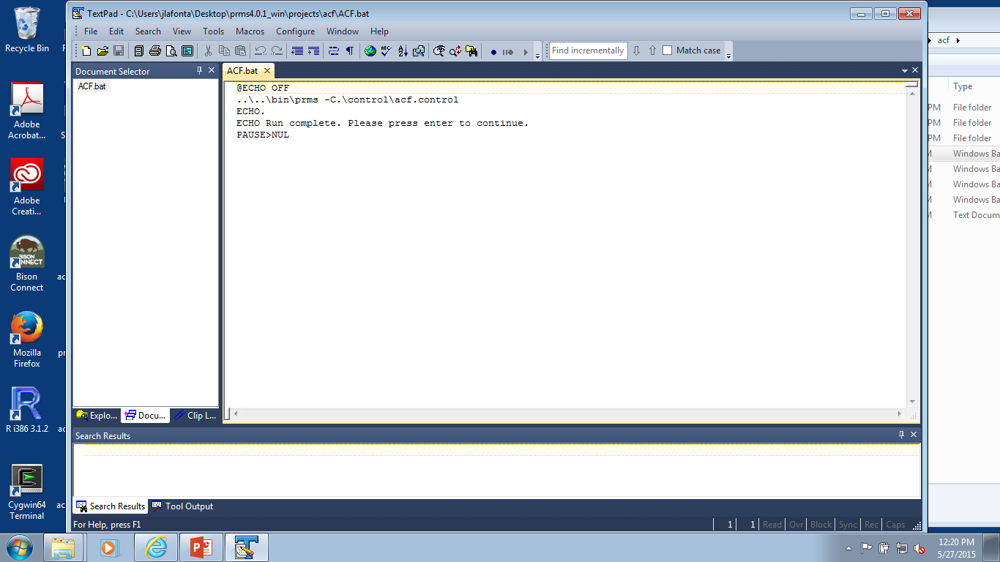 Recycle Bin
Adobe
Acrobat...
Adobe
Creati...
BISON
CONNECT
Bison
Connect
Mozilla
Firefox
R i386 3.1.2
Cygwin64
Terminal
TextPad - C:\Users\jlafonta\Desktop\prms4.0.1_win\projects\acf\ACF.bat
File Edit Search View Tools Macros Configure Window Help
Find incrementally Match case
Document Selector
ACF.bat
ACF.bat
@ECHO OFF
..\..\bin\prms -C.\control\acf.control
ECHO.
ECHO Run complete. Please press enter to continue.
PAUSE>NUL
Explo... Docu... Clip L...
Search Results
Search Results Tool Output
For Help, press F1
1 1 Read Ovr Block Sync Rec Caps
acf
Type
PM File folder
PM File folder
PM File folder
Windows Ba
Windows Ba
Windows Ba
Windows Ba
Text Docum
12:20 PM
5/27/2015